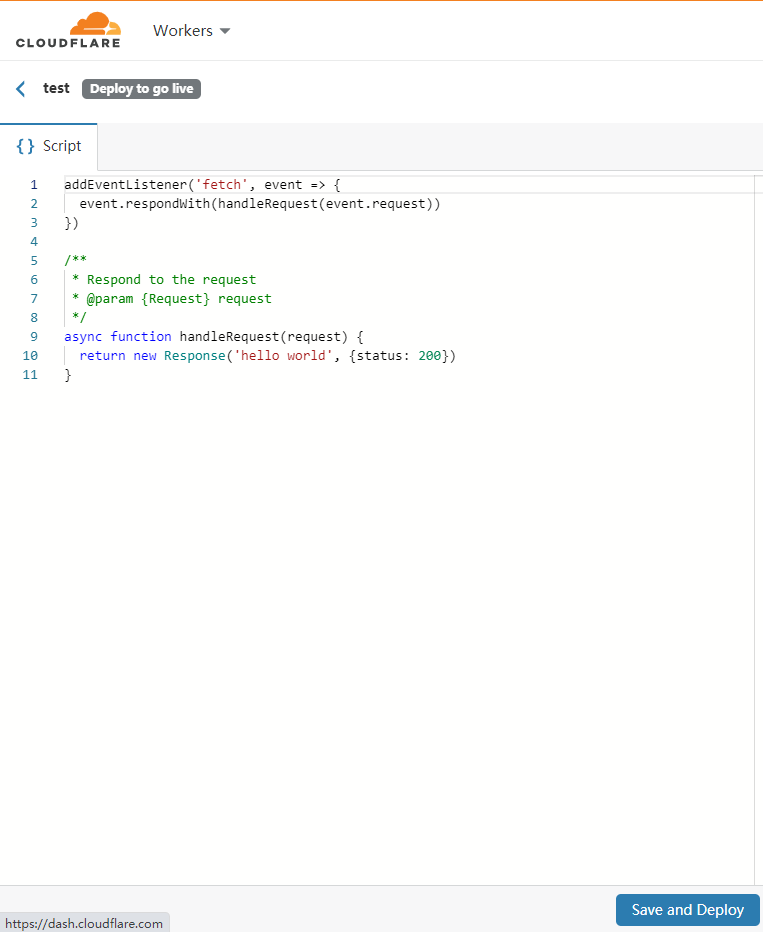 CLOUDFLARE
Workers
test Deploy to go live
{} Script
1 addEventListener('fetch', event => {
2 event.respondWith(handleRequest(event.request))
3 })
4
5 /**
6 * Respond to the request
7 * @param {Request} request
8 */
9 async function handleRequest(request) {
10 return new Response('hello world', {status: 200})
11 }
Save and Deploy
https://dash.cloudflare.com